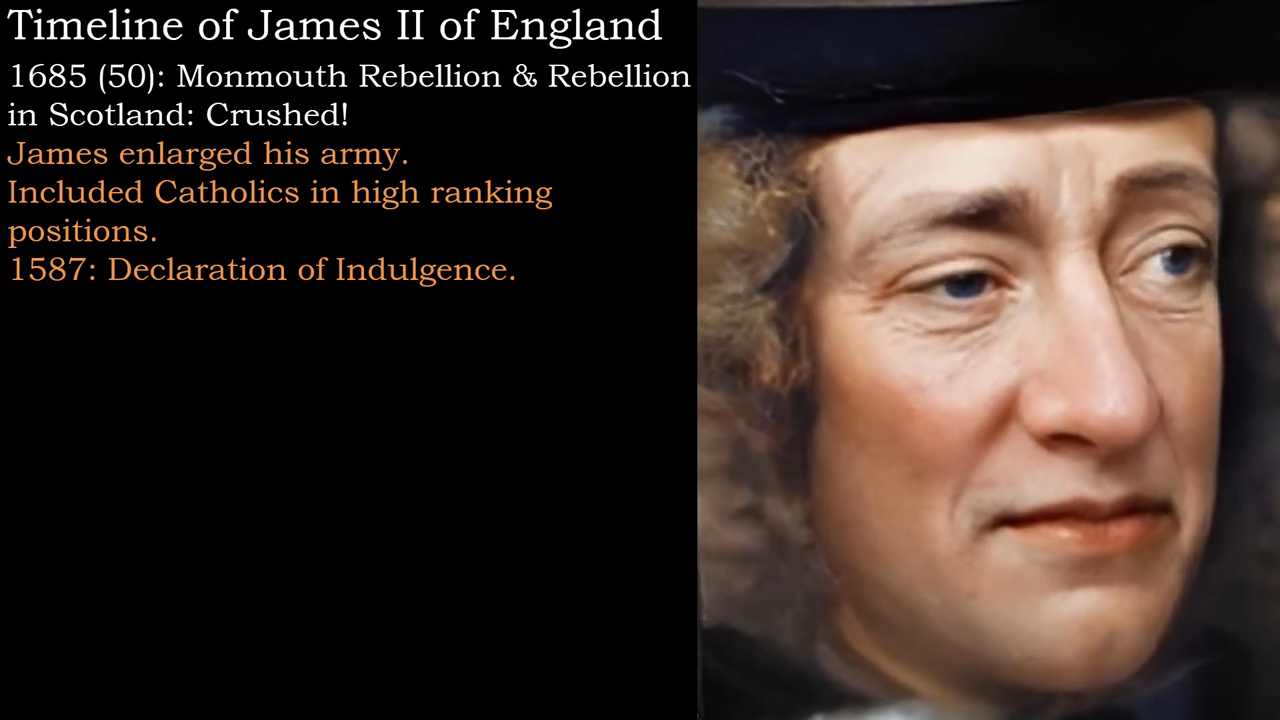 Timeline of James II of England
1685 (50): Monmouth Rebellion & Rebellion
in Scotland: Crushed!
James enlarged his army.
Included Catholics in high ranking
positions.
1587: Declaration of Indulgence.